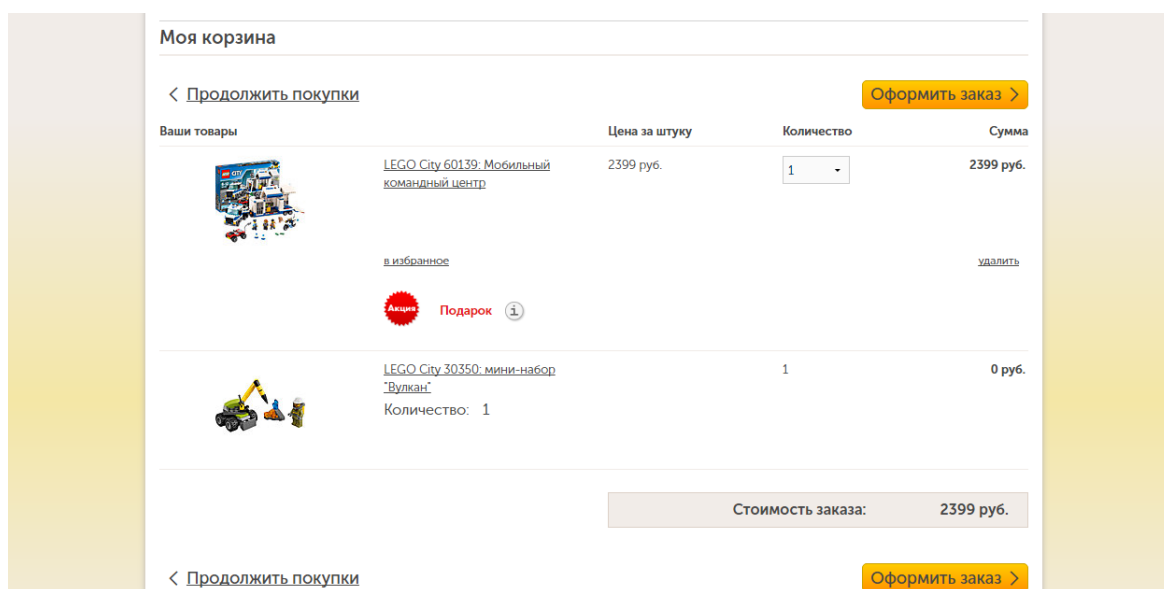 Моя корзина
Продолжить покупки
Оформить заказ
Ваши товары Цена за штуку Количество Сумма
LEGO City 60139: Мобильный
командный центр
2399 руб. 1 2399 руб.
в избранное удалить
Акция Подарок i
LEGO City 30350: мини-набор
"Вулкан"
Количество: 1
1 0 руб.
Стоимость заказа: 2399 руб.
Продолжить покупки
Оформить заказ